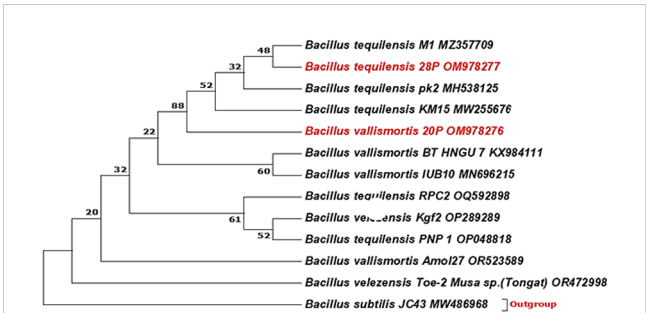 48 Bacillus tequilensis M1 MZ357709
32 Bacillus tequilensis 28P OM978277
52 Bacillus tequilensis pk2 MH538125
88 Bacillus tequilensis KM15 MW255676
Bacillus vallismortis 20P OM978276
22 Bacillus vallismortis BT HNGU 7 KX984111
60 Bacillus vallismortis IUB10 MN696215
32 Bacillus RPC2 OQ592898
61 Bacillus Kgf2 OP289289
52 Bacillus tequilensis PNP 1 OP048818
20 Bacillus vallismortis Amol27 OR523589
Bacillus velezensis Toe-2 Musa sp.(Tongat) OR472998
Bacillus subtilis JC43 MW486968 Outgroup